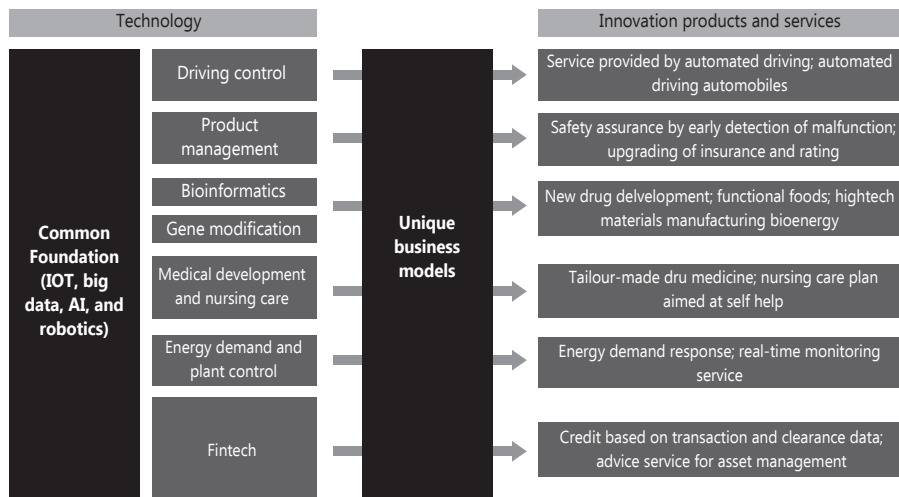 Technology
Innovation products and services
Common
Foundation
(IOT, big
data, AI, and
robotics)
Driving control
Product
management
Bioinformatics
Gene modification
Medical development
and nursing care
Energy demand and
plant control
Fintech
Unique
business
models
Service provided by automated driving; automated
driving automobiles
Safety assurance by early detection of malfunction;
upgrading of insurance and rating
New drug delvelopment; functional foods; hightech
materials manufacturing bioenergy
Tailour-made dru medicine; nursing care plan
aimed at self help
Energy demand response; real-time monitoring
service
Credit based on transaction and clearance data;
advice service for asset management